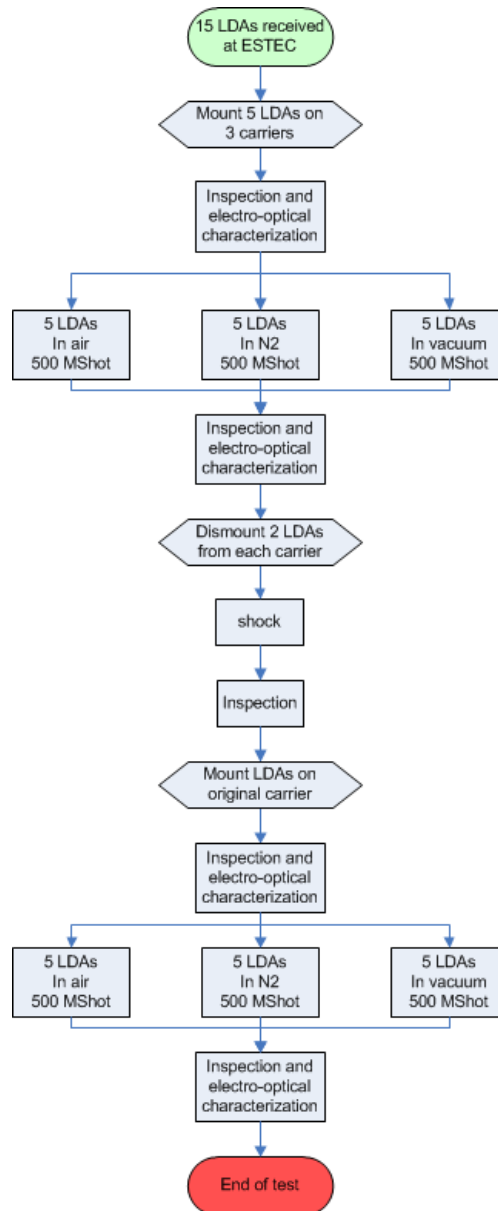 15 LDAs received
at ESTEC
Mount 5 LDAs on
3 carriers
Inspection and
electro-optical
characterization
5 LDAs
In air
500 MShot
5 LDAs
In N2
500 MShot
5 LDAs
In vacuum
500 MShot
Inspection and
electro-optical
characterization
Dismount 2 LDAs
from each carrier
shock
Inspection
Mount LDAs on
original carrier
Inspection and
electro-optical
characterization
5 LDAs
In air
500 MShot
5 LDAs
In N2
500 MShot
5 LDAs
In vacuum
500 MShot
Inspection and
electro-optical
characterization
End of test